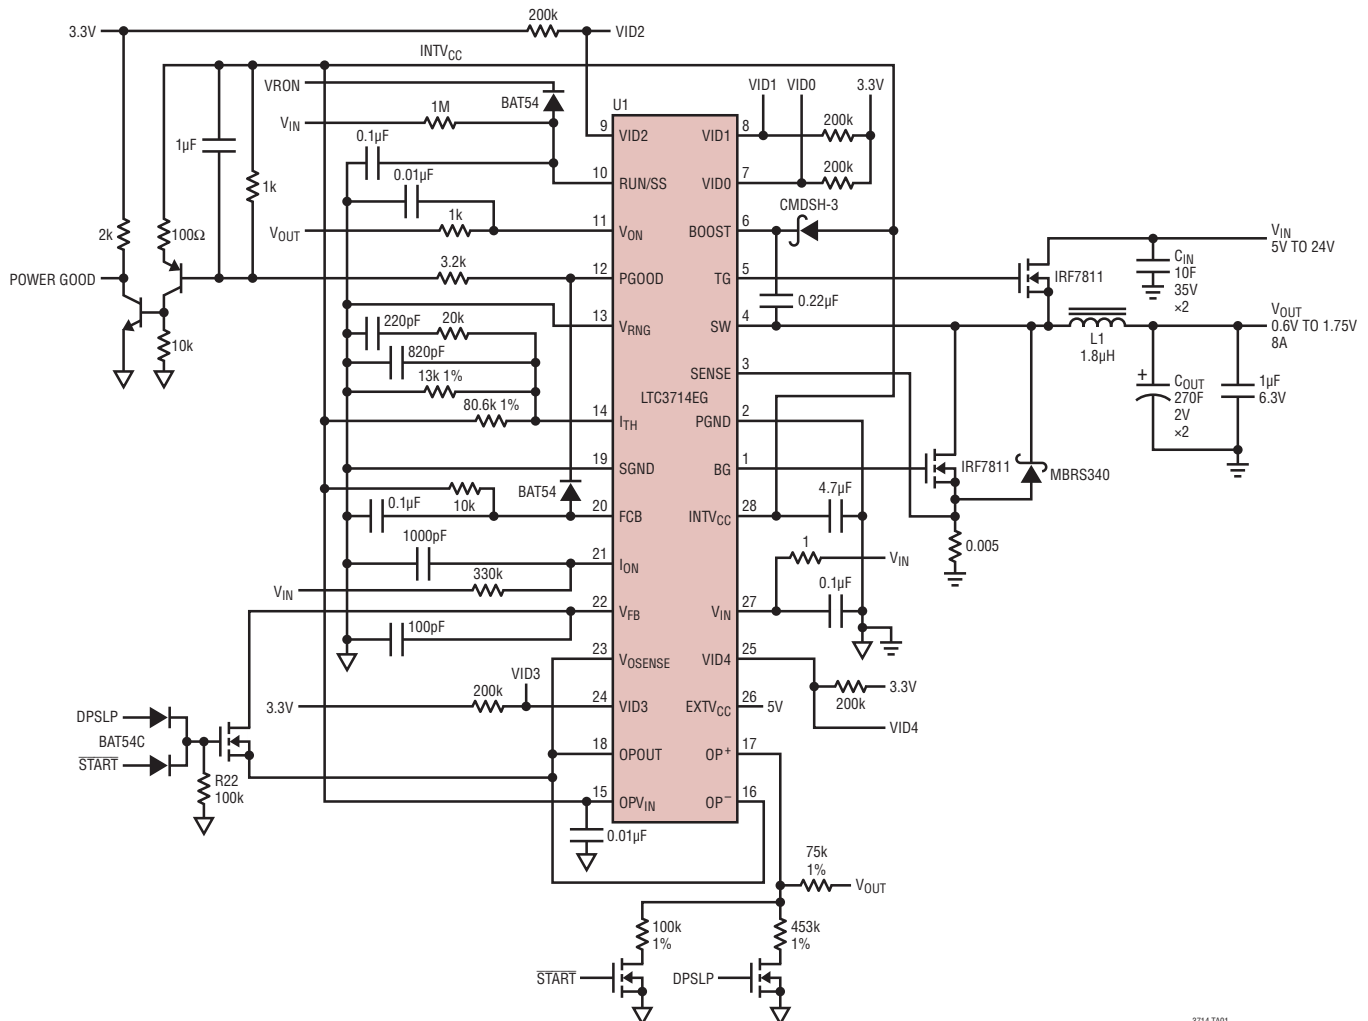 200k
3.3V
VID2
INTVCC
VRON
BAT54
U1
VID1
VID0
3.3V
1M
VIN
9
VID2
VID1
8
200k
0.1µF
1µF
0.01µF
10
RUN/SS
VID0
7
200k
1k
CMDSH-3
2k
100Ω
VOUT
1k
11
VON
BOOST
6
VIN
5V TO 24V
POWER GOOD
3.2k
12
PGOOD
TG
5
IRF7811
CIN
10F
35V
×2
0.22µF
220pF
20k
13
VRNG
SW
4
VOUT
0.6V TO 1.75V
8A
10k
820pF
L1
1.8µH
SENSE
3
13k 1%
LTC3714EG
+
COUT
270F
2V
×2
1µF
6.3V
80.6k 1%
14
ITH
PGND
2
19
SGND
BG
1
IRF7811
MBRS340
BAT54
0.1µF
10k
20
FCB
INTVCC
28
4.7µF
1000pF
1
VIN
0.005
21
ION
VIN
330k
0.1µF
22
VFB
VIN
27
100pF
23
VOSENSE
VID4
25
VID3
3.3V
200k
3.3V
200k
24
VID3
EXTVCC
26
5V
DPSLP
VID4
BAT54C
18
OPOUT
OP+
17
START
R22
100k
15
OPVIN
OP−
16
0.01µF
75k
1%
VOUT
100k
1%
453k
1%
START
DPSLP
3714 TA01